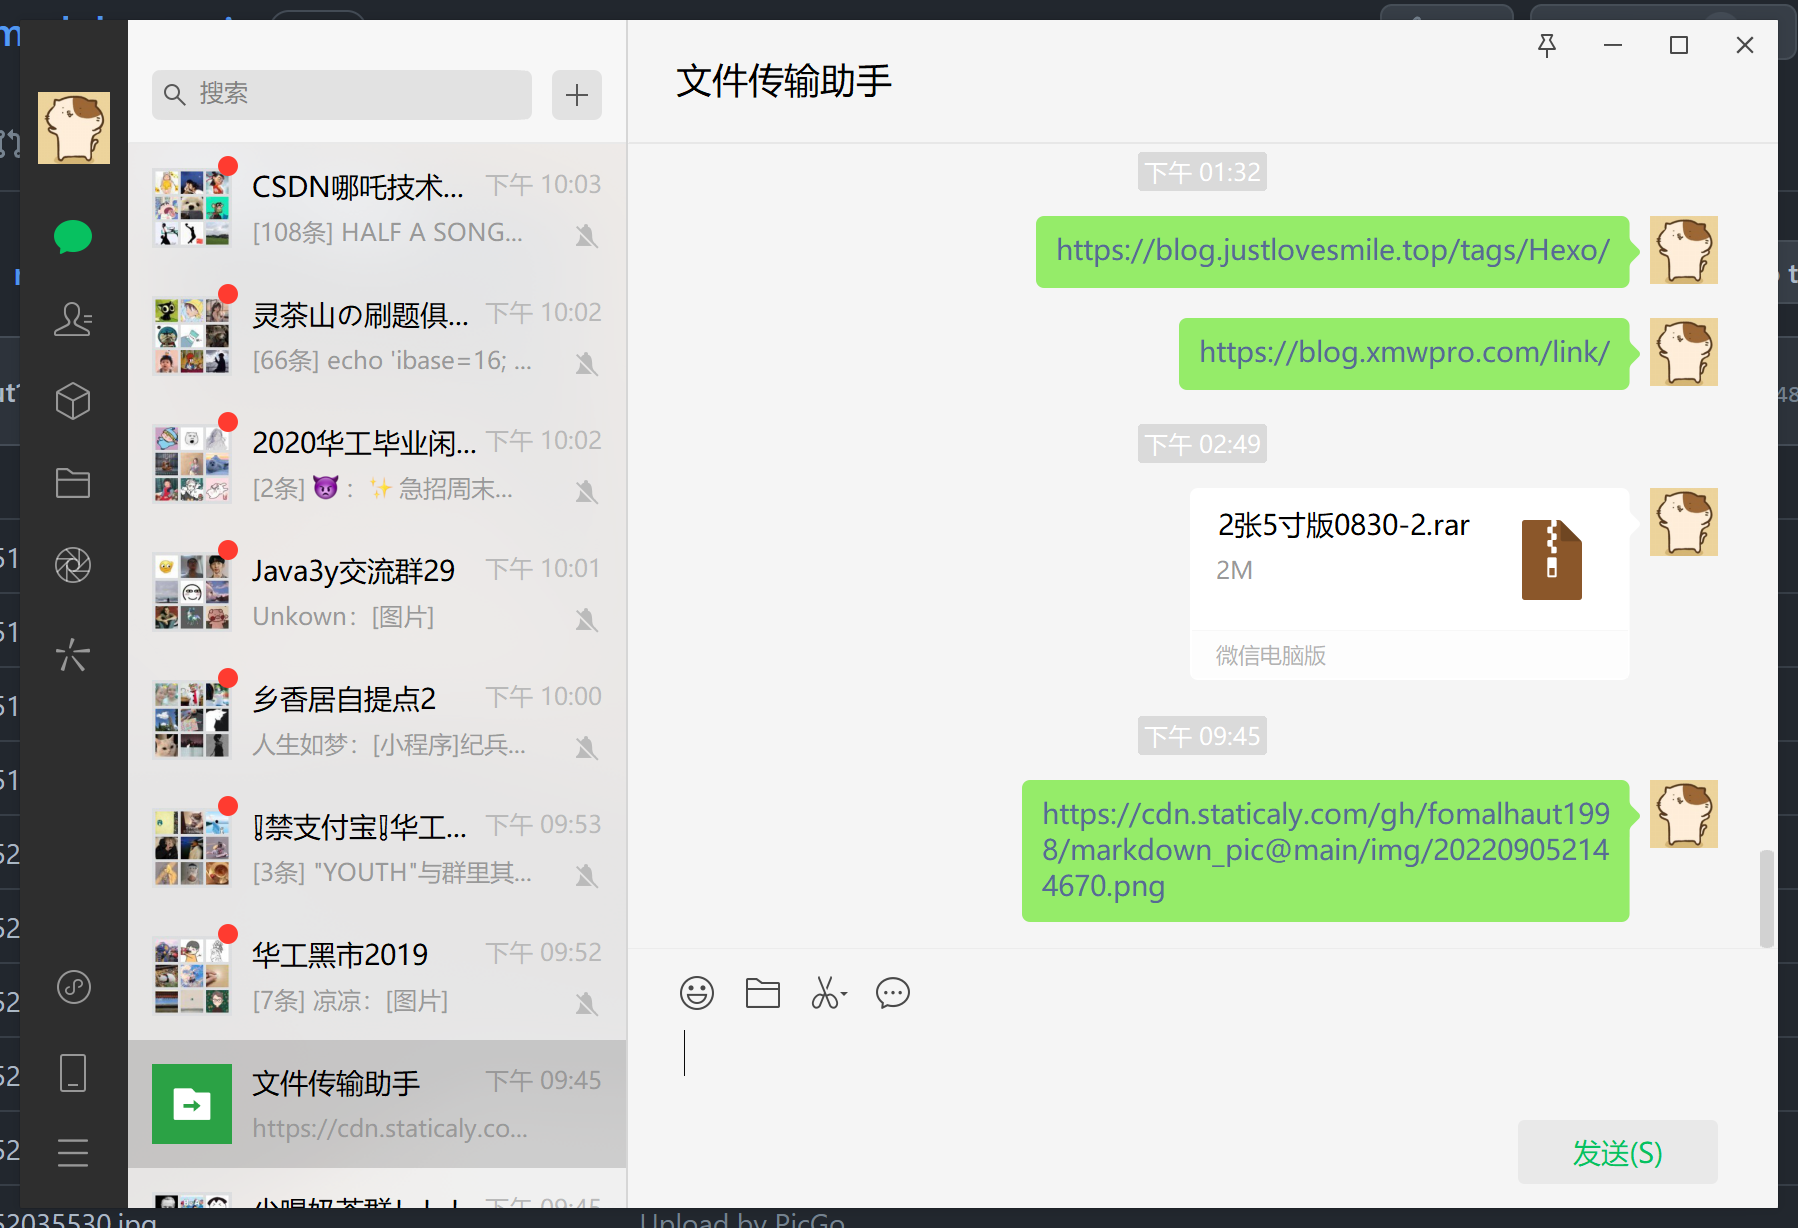 搜索
CSDN哪吒技术... 下午 10:03
[108条] HALF A SONG...
灵茶山の刷题俱... 下午 10:02
[66条] echo 'ibase=16; ...
2020华工毕业闲... 下午 10:02
[2条] 😈 : ✨ 急招周末...
Java3y交流群29 下午 10:01
Unkown: [图片]
乡香居自提点2 下午 10:00
人生如梦: [小程序]纪兵...
禁支付宝 华工... 下午 09:53
[3条] "YOUTH"与群里其...
华工黑市2019 下午 09:52
[7条] 凉凉: [图片]
文件传输助手 下午 09:45
https://cdn.staticaly.co...
下午 09:45
文件传输助手
下午 01:32
https://blog.justlovesmile.top/tags/Hexo/
https://blog.xmwpro.com/link/
下午 02:49
2张5寸版0830-2.rar
2M
微信电脑版
下午 09:45
https://cdn.staticaly.com/gh/fomalhaut199
8/markdown_pic@main/img/20220905214
4670.png
发送(S)
52035530.jpg
Upload by PicGo